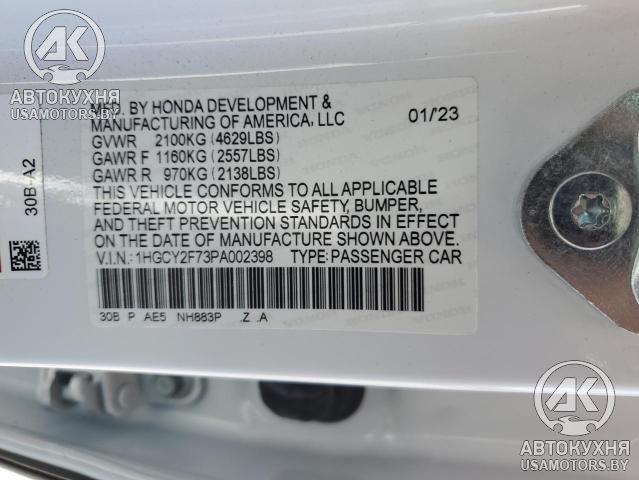 АК
АВТОКУХНЯ
USAMOTORS.BY
MFD. BY HONDA DEVELOPMENT &
MANUFACTURING OF AMERICA, LLC 01/'23
GVWR 2100KG (4629LBS)
GAWR F 1160KG (2557LBS)
GAWR R 970KG (2138LBS)
THIS VEHICLE CONFORMS TO ALL APPLICABLE
FEDERAL MOTOR VEHICLE SAFETY, BUMPER,
AND THEFT PREVENTION STANDARDS IN EFFECT
ON THE DATE OF MANUFACTURE SHOWN ABOVE.
V.I.N.: 1HGCY2F73PA002398 TYPE: PASSENGER CAR
30B P AE5 NH883P .Z .A
30B-A2
АК
АВТОКУХНЯ
USAMOTORS.BY